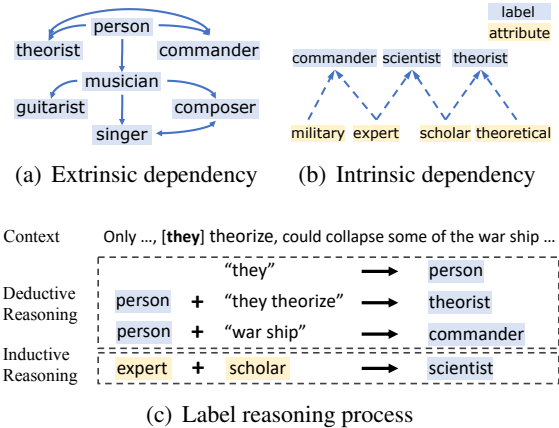 person
theorist commander
musician
guitarist composer
singer
(a) Extrinsic dependency
label
attribute
commander scientist theorist
military expert scholar theoretical
(b) Intrinsic dependency
Context Only ..., [they] theorize, could collapse some of the war ship ...
"they" person
Deductive Reasoning person + "they theorize" theorist
person + "war ship" commander
Inductive Reasoning expert + scholar scientist
(c) Label reasoning process